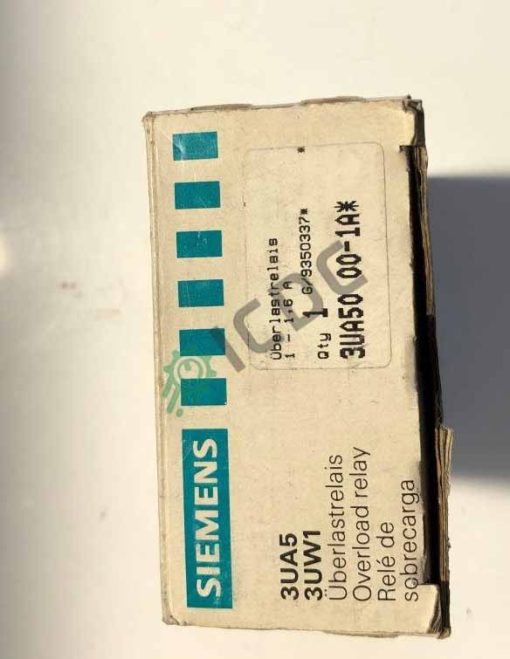 SIEMENS
3UA5
3UW1
Überlastrelais
Overload relay
Relé de
sobrecarga
*
Überlastrelais
1 - 1,6 A
G/9350337*
Qty 1
3UA50 00-1A*
ICDC